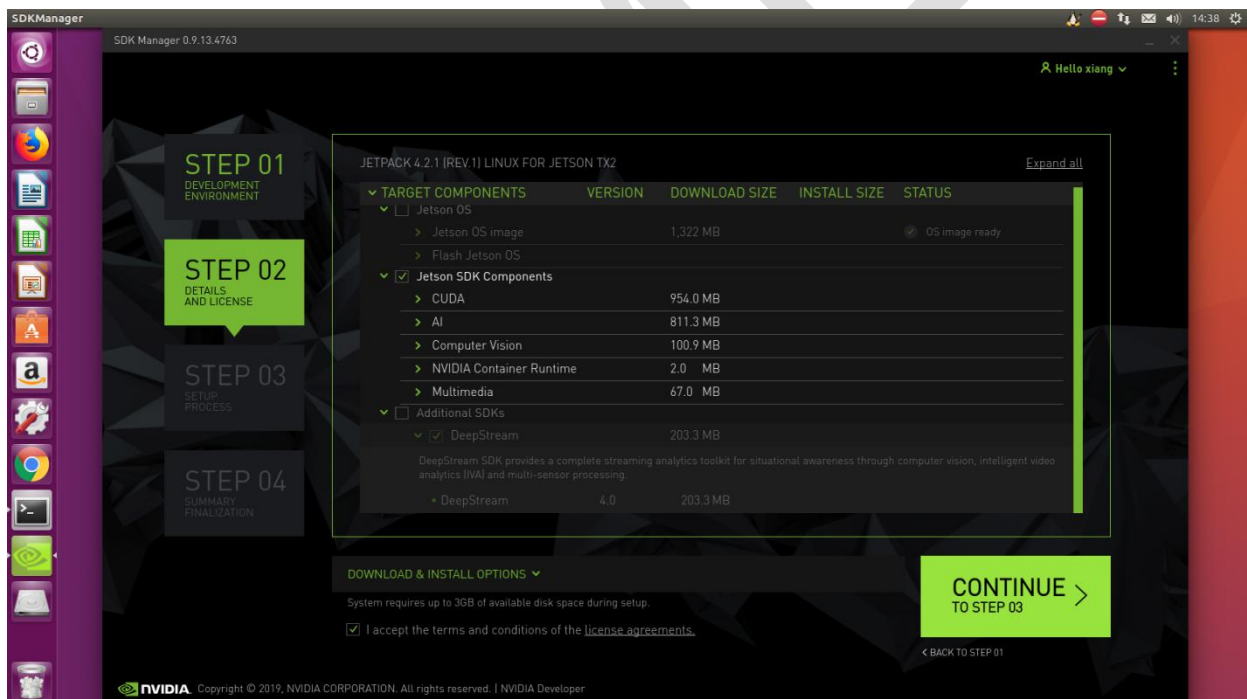 SDKManager
14:38
SDK Manager 0.9.13.4763
Hello xiang
STEP 01
DEVELOPMENT
ENVIRONMENT
STEP 02
DETAILS
AND LICENSE
STEP 03
SETUP
PROCESS
STEP 04
SUMMARY
FINALIZATION
JETPACK 4.2.1 (REV.1) LINUX FOR JETSON TX2 Expand all
TARGET COMPONENTS VERSION DOWNLOAD SIZE INSTALL SIZE STATUS
Jetson OS
Jetson OS image 1,322 MB OS image ready
Flash Jetson OS
Jetson SDK Components
CUDA 954.0 MB
AI 811.3 MB
Computer Vision 100.9 MB
NVIDIA Container Runtime 2.0 MB
Multimedia 67.0 MB
Additional SDKs
DeepStream 203.3 MB
DeepStream SDK provides a complete streaming analytics toolkit for situational awareness through computer vision, intelligent video
analytics (IVA) and multi-sensor processing.
• DeepStream 4.0 203.3 MB
DOWNLOAD & INSTALL OPTIONS
System requires up to 3GB of available disk space during setup.
I accept the terms and conditions of the license agreements.
CONTINUE
TO STEP 03
< BACK TO STEP 01
NVIDIA. Copyright © 2019, NVIDIA CORPORATION. All rights reserved. | NVIDIA Developer